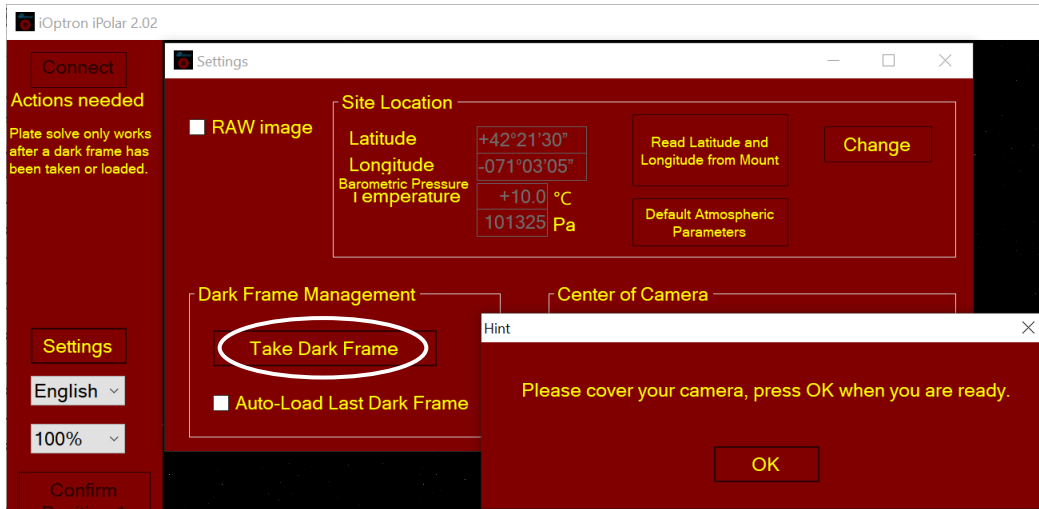 iOptron iPolar 2.02
Connect
Actions needed
Plate solve only works
after a dark frame has
been taken or loaded.
Settings
English
100%
Confirm
Settings
RAW image
Site Location
Latitude
+42°21'30"
Longitude
-071°03'05"
Barometric Pressure
Temperature
+10.0 °C
101325 Pa
Read Latitude and
Longitude from Mount
Default Atmospheric
Parameters
Change
Dark Frame Management
Take Dark Frame
Auto-Load Last Dark Frame
Center of Camera
Hint
Please cover your camera, press OK when you are ready.
OK